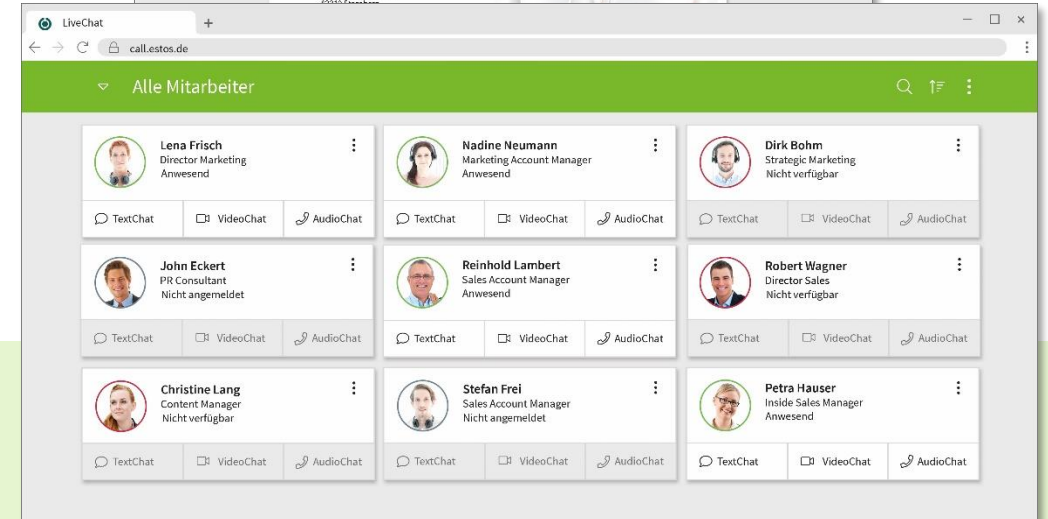 LiveChat
call.estos.de
Alle Mitarbeiter
Lena Frisch
Director Marketing
Anwesend
TextChat VideoChat AudioChat
Nadine Neumann
Marketing Account Manager
Anwesend
TextChat VideoChat AudioChat
Dirk Bohm
Strategic Marketing
Nicht verfügbar
TextChat VideoChat AudioChat
John Eckert
PR Consultant
Nicht angemeldet
TextChat VideoChat AudioChat
Reinhold Lambert
Sales Account Manager
Anwesend
TextChat VideoChat AudioChat
Robert Wagner
Director Sales
Nicht verfügbar
TextChat VideoChat AudioChat
Christine Lang
Content Manager
Nicht verfügbar
TextChat VideoChat AudioChat
Stefan Frei
Sales Account Manager
Nicht angemeldet
TextChat VideoChat AudioChat
Petra Hauser
Inside Sales Manager
Anwesend
TextChat VideoChat AudioChat